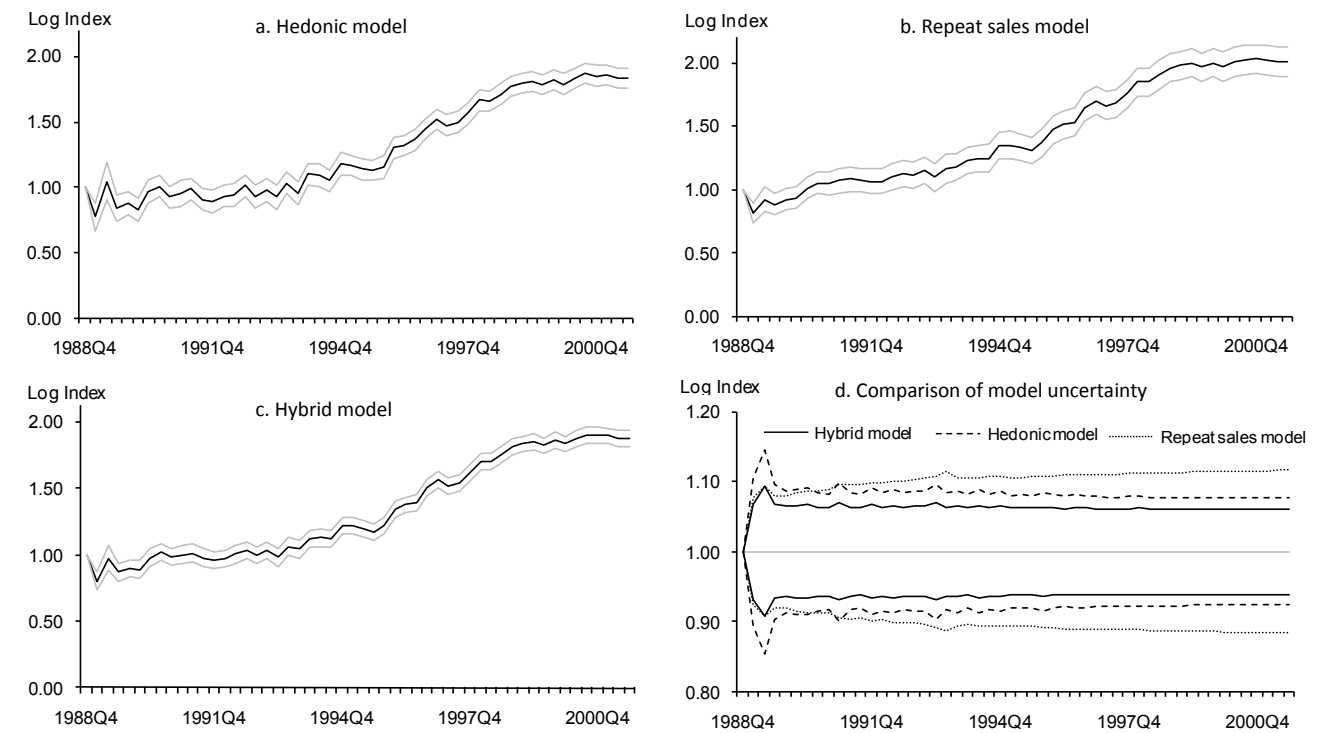 Log Index
a. Hedonic model
2.00
1.50
1.00
0.50
0.00
1988Q4 1991Q4 1994Q4 1997Q4 2000Q4
Log Index
b. Repeat sales model
2.00
1.50
1.00
0.50
0.00
1988Q4 1991Q4 1994Q4 1997Q4 2000Q4
Log Index
c. Hybrid model
2.00
1.50
1.00
0.50
0.00
1988Q4 1991Q4 1994Q4 1997Q4 2000Q4
Log Index
d. Comparison of model uncertainty
1.20
Hybrid model Hedonic model Repeat sales model
1.10
1.00
0.90
0.80
1988Q4 1991Q4 1994Q4 1997Q4 2000Q4